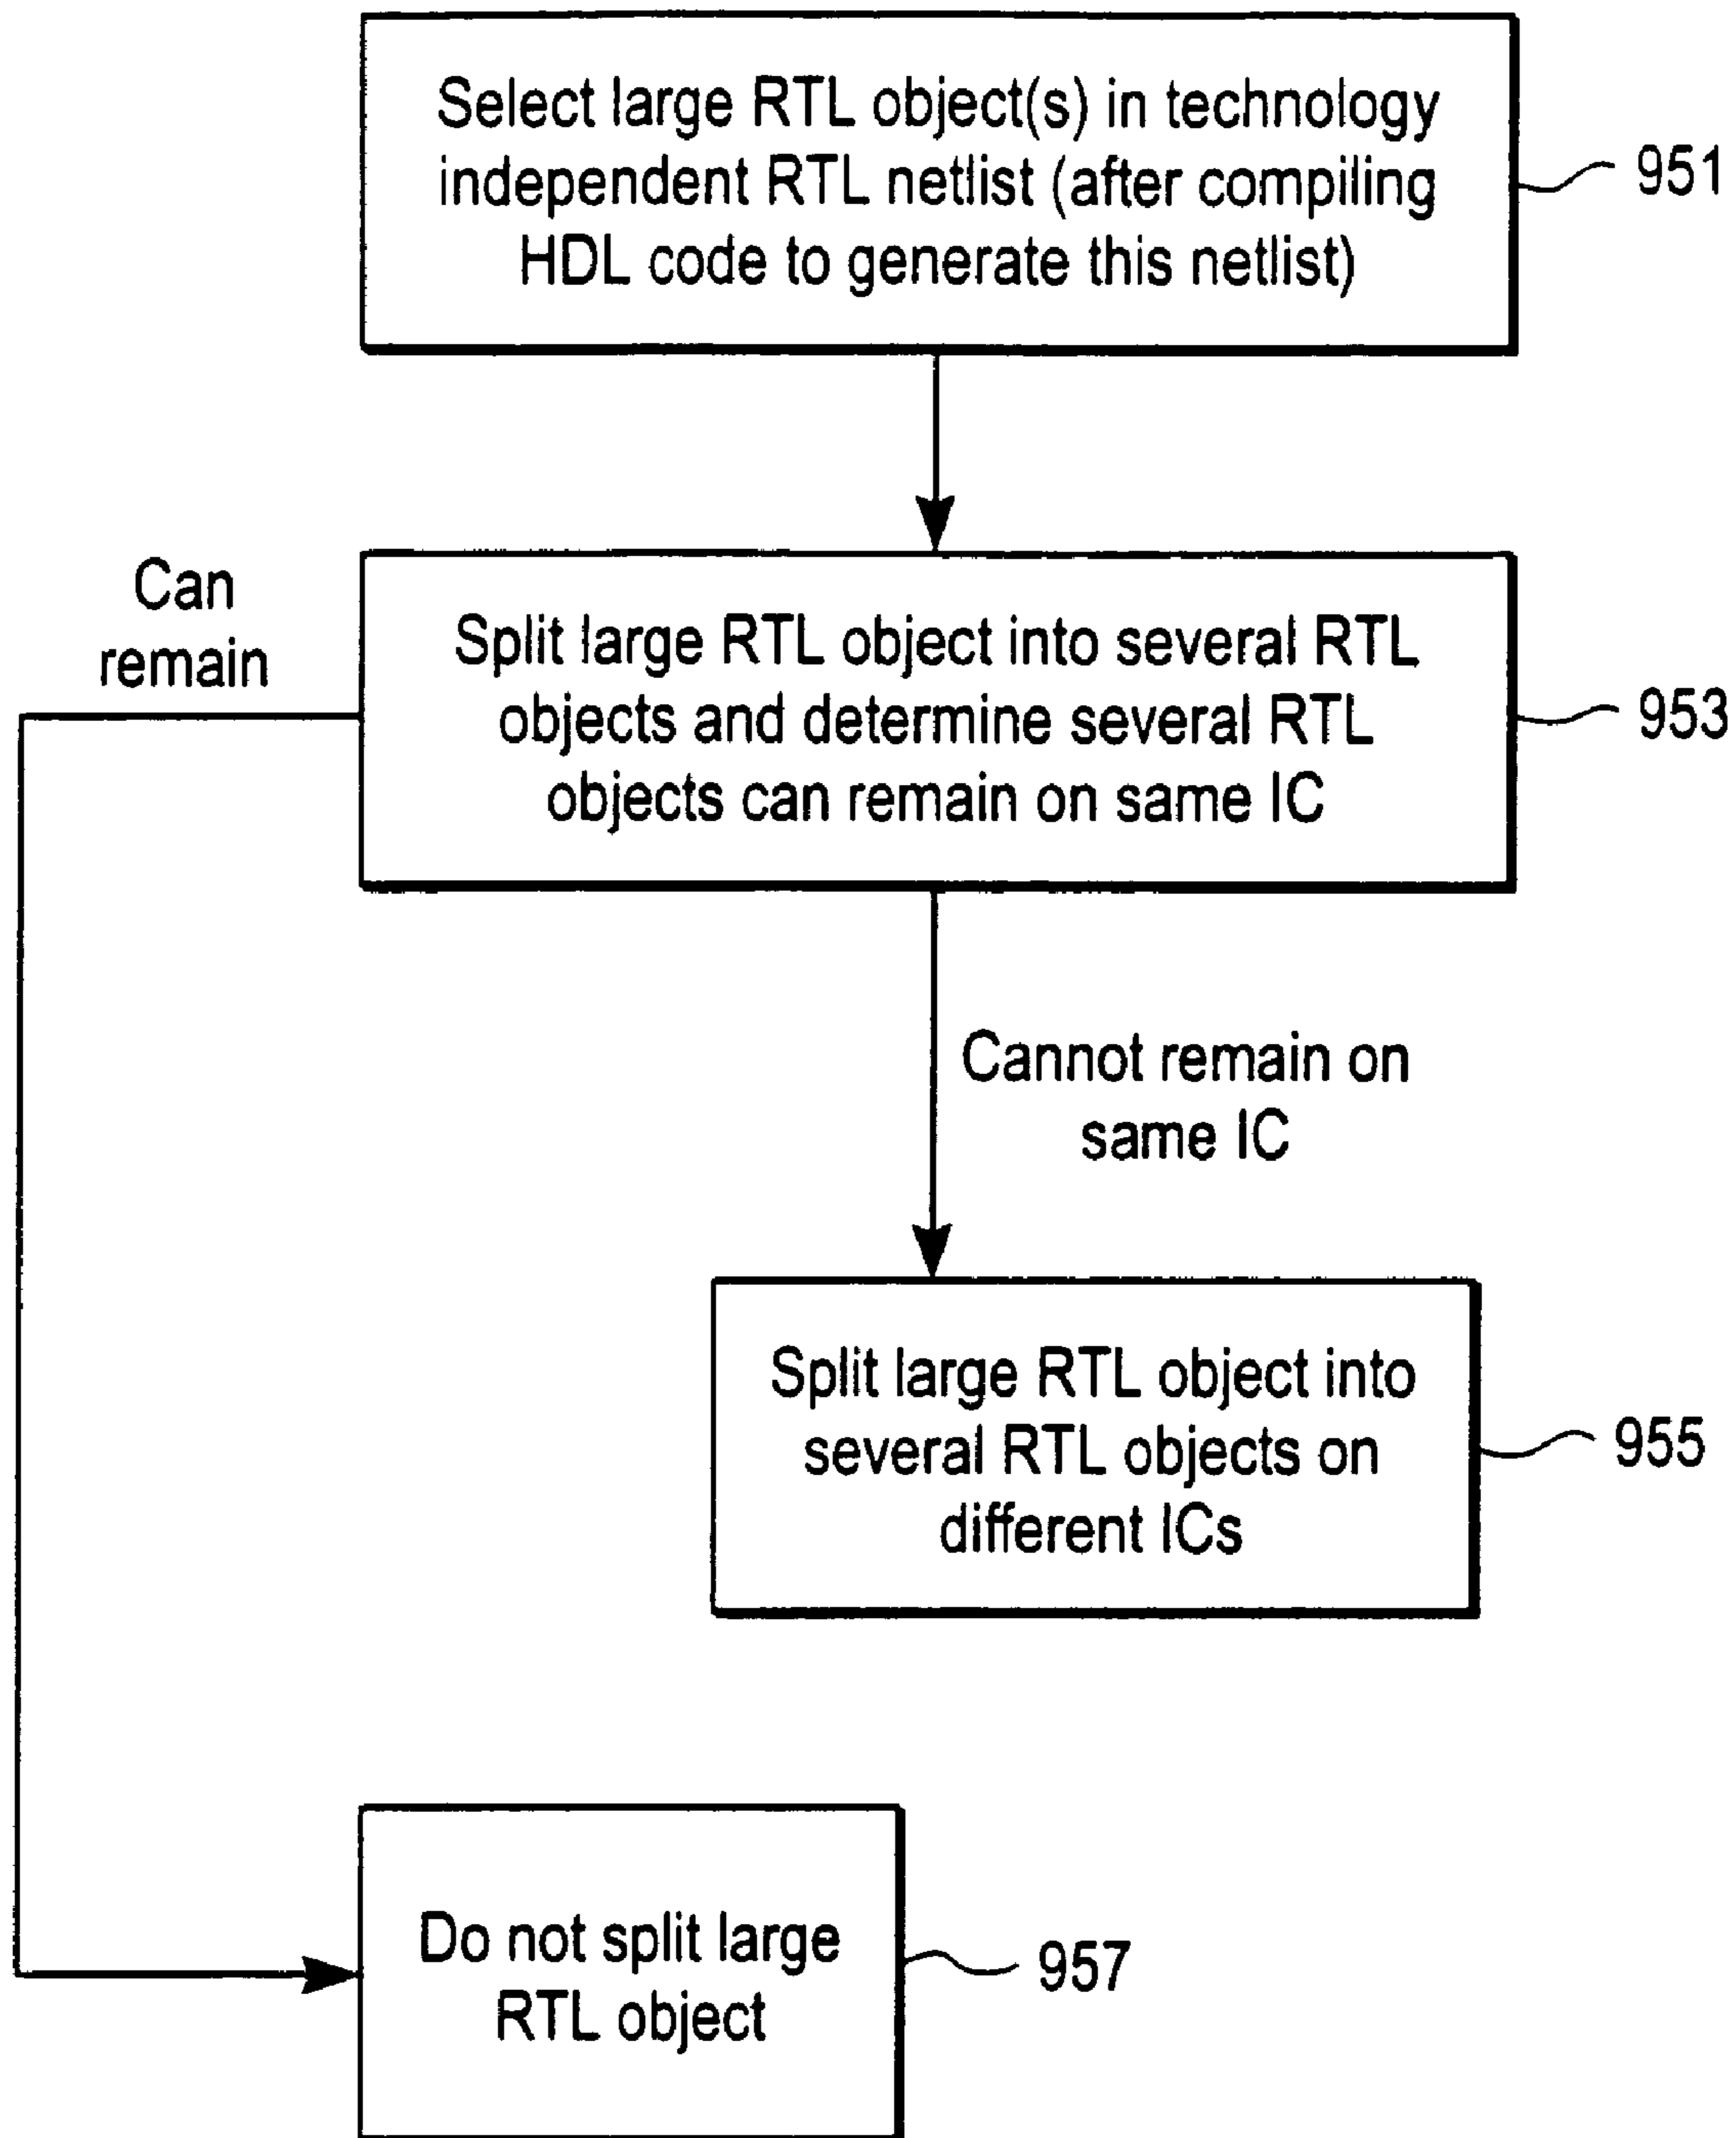 Select large RTL object(s) in technology
independent RTL netlist (after compiling
HDL code to generate this netlist)
951
Can
remain
Split large RTL object into several RTL
objects and determine several RTL
objects can remain on same IC
953
Cannot remain on
same IC
Split large RTL object into
several RTL objects on
different ICs
955
Do not split large
RTL object
957